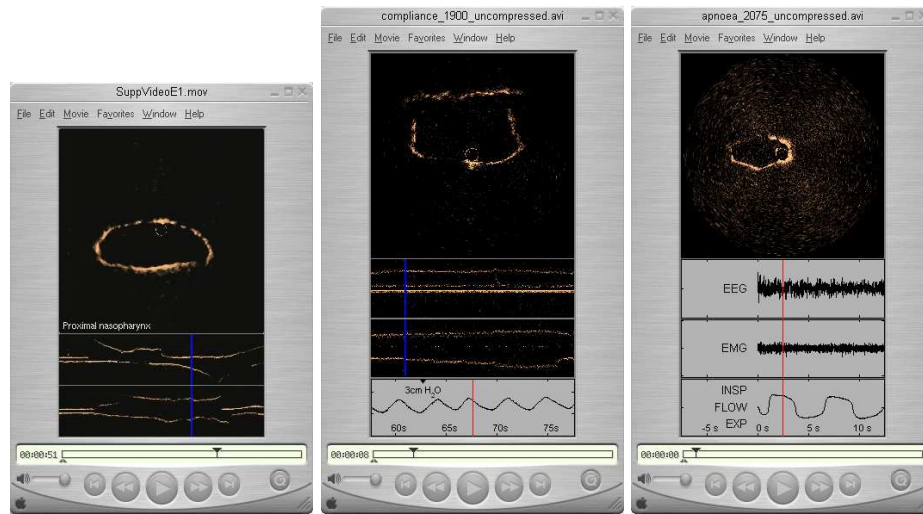 SuppVideoE1.mov
File Edit Movie Favorites Window Help
Proximal nasopharynx
00:00:51
compliance_1900_uncompressed.avi
File Edit Movie Favorites Window Help
3cm H2O
60s 65s 70s 75s
00:00:08
apnoea_2075_uncompressed.avi
File Edit Movie Favorites Window Help
EEG
EMG
INSP
FLOW
EXP
-5 s 0 s 5 s 10 s
00:00:00